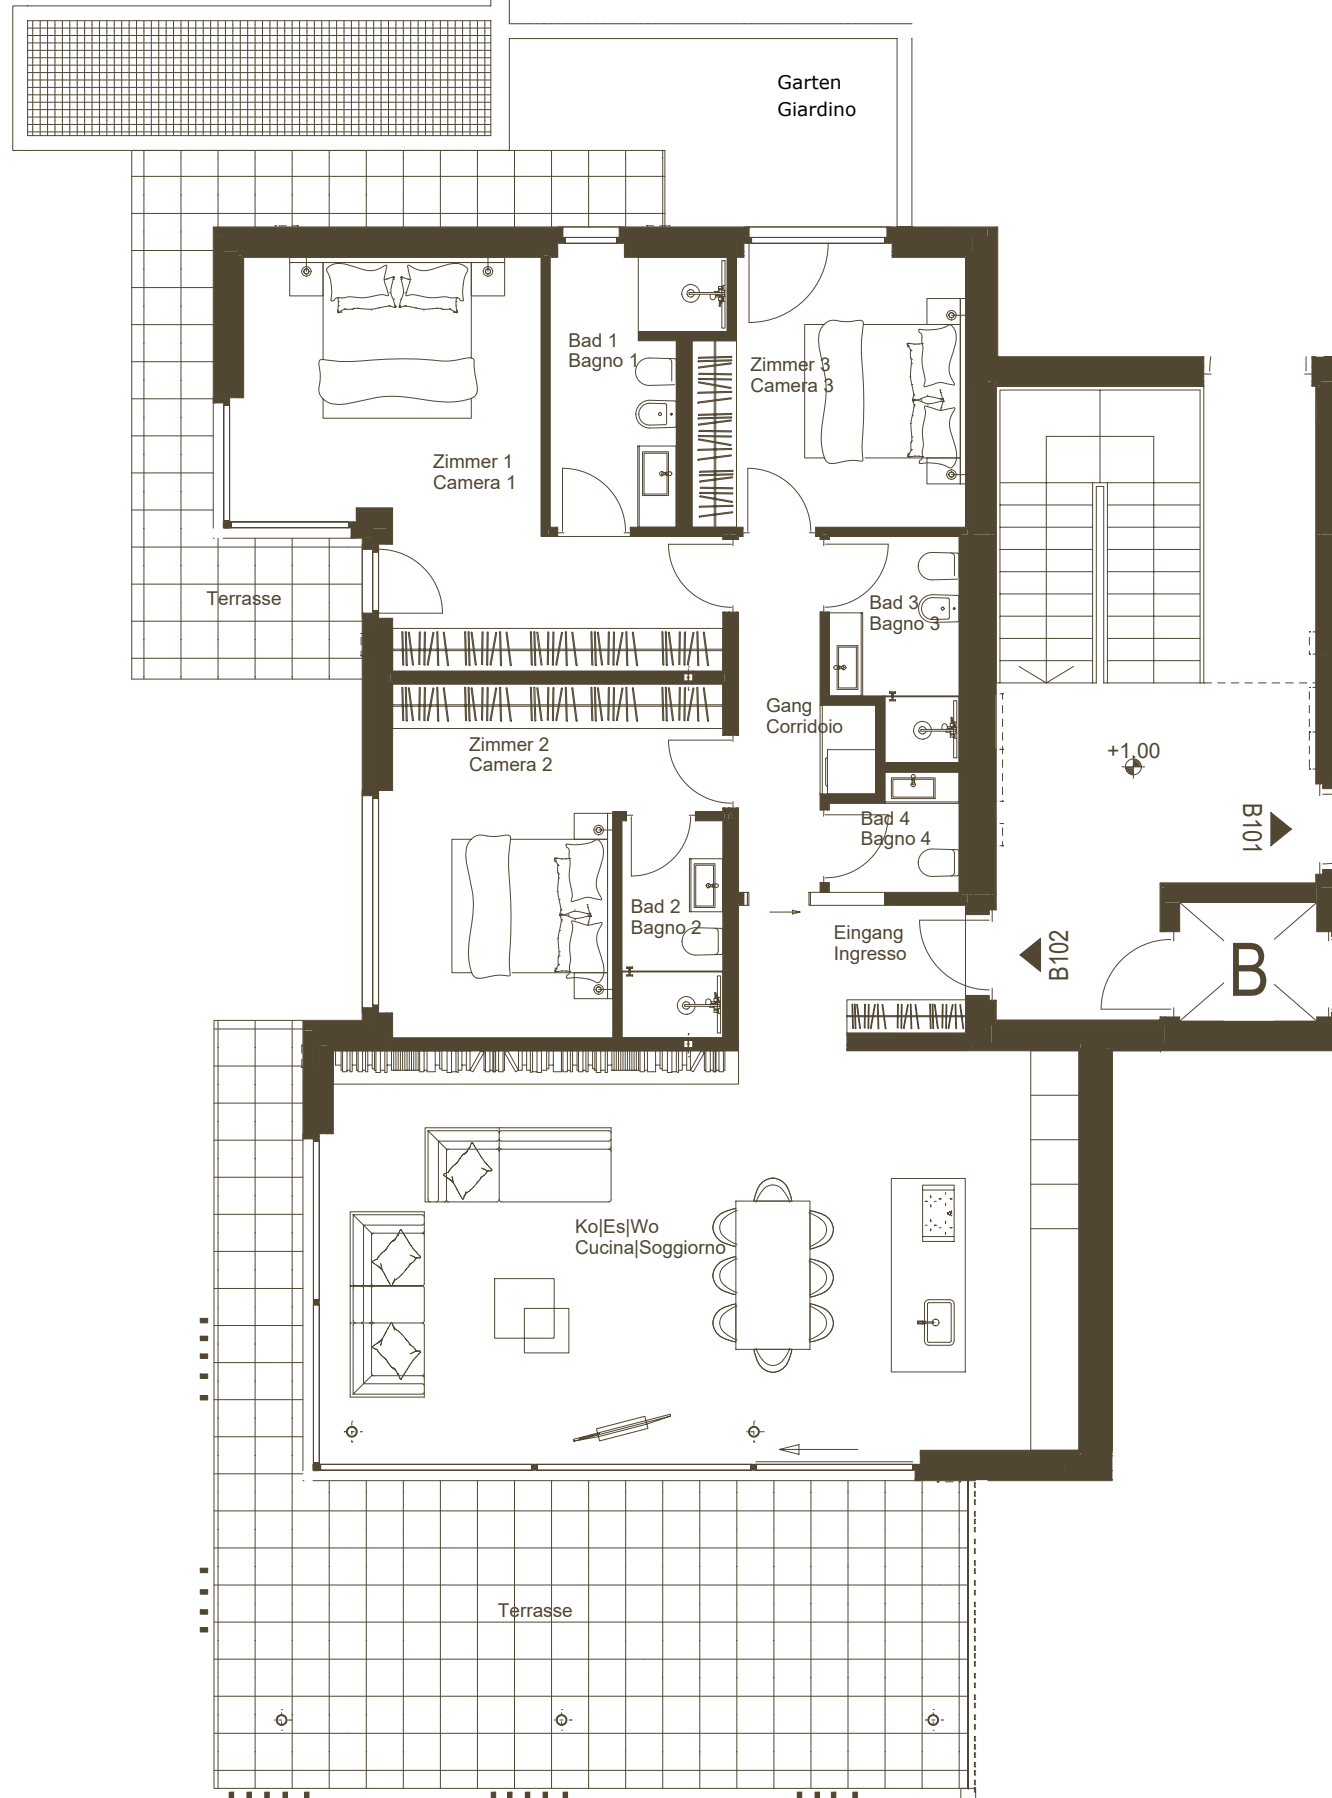 Garten
Giardino
Bad 1
Bagno 1
Zimmer 3
Camera 3
Zimmer 1
Camera 1
Terrasse
Bad 3
Bagno 3
Gang
Corridoio
Zimmer 2
Camera 2
+1,00
B101
Bad 4
Bagno 4
Bad 2
Bagno 2
Eingang
Ingresso
B102
B
Ko|Es|Wo
Cucina|Soggiorno
Terrasse